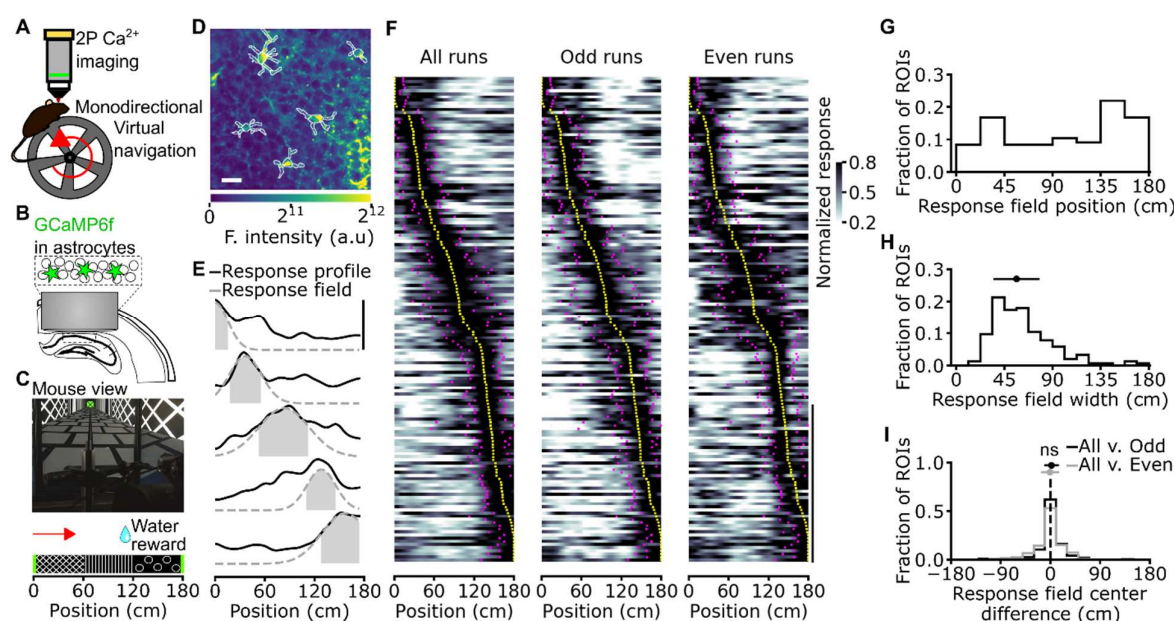 A
2P Ca2+
imaging
Monodirectional
Virtual
navigation
B
GCaMP6f
in astrocytes
C
Mouse view
Water
reward
0 60 120 180
Position (cm)
D
0 2^11 2^12
F. intensity (a.u)
E
Response profile
Response field
0 60 120 180
Position (cm)
F
All runs Odd runs Even runs
0.8
0.6
0.4
0.2
Normalized response
0 60 120 180 0 60 120 180 0 60 120 180
Position (cm) Position (cm) Position (cm)
G
0.3
0.2
0.1
0
Fraction of ROIs
0 45 90 135 180
Response field position (cm)
H
0.3
0.2
0.1
0
Fraction of ROIs
0 45 90 135 180
Response field width (cm)
I
All v. Odd
All v. Even
ns
1.0
0.5
0
Fraction of ROIs
−180 −90 0 90 180
Response field center
difference (cm)